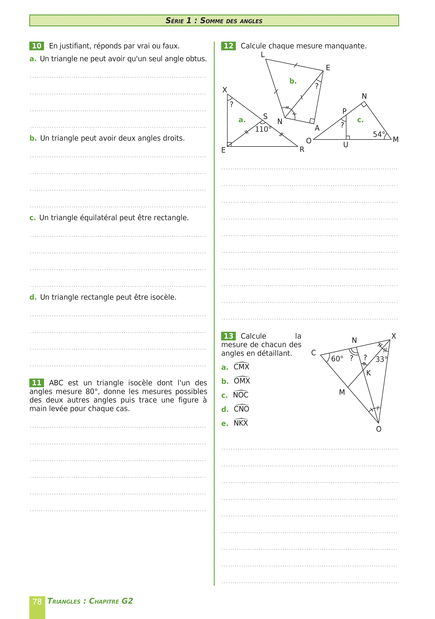 SÉRIE 1 : SOMME DES ANGLES
10 En justifiant, réponds par vrai ou faux.
a. Un triangle ne peut avoir qu'un seul angle obtus.
b. Un triangle peut avoir deux angles droits.
c. Un triangle équilatéral peut être rectangle.
d. Un triangle rectangle peut être isocèle.
11 ABC est un triangle isocèle dont l'un des
angles mesure 80°, donne les mesures possibles
des deux autres angles puis trace une figure à
main levée pour chaque cas.
12 Calcule chaque mesure manquante.
L
E
b.
?
X
?
S
a.
110°
N
A
E
R
N
P
?
c.
54°
O
U
M
13 Calcule la
mesure de chacun des
angles en détaillant.
a. CMX
b. OMX
c. NOC
d. CNO
e. NKX
X
N
C
60°
?
?
33°
K
M
O
78 TRIANGLES : CHAPITRE G2